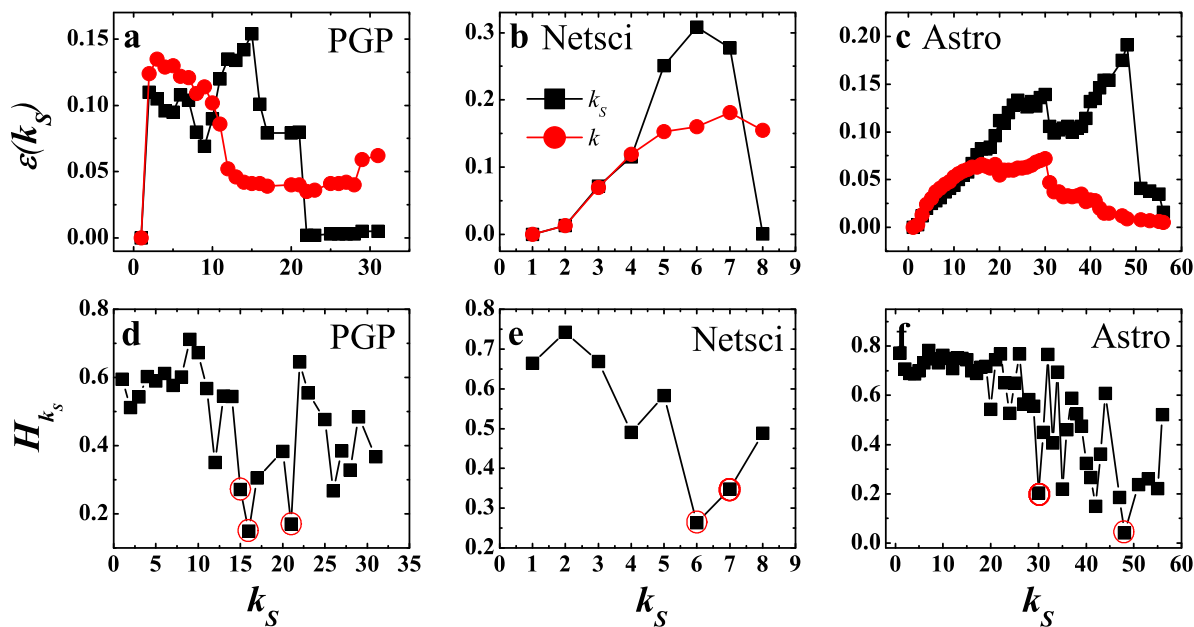 a PGP
b Netsci
c Astro
ε(k_S)
0.15
0.10
0.05
0.00
0 10 20 30
0.3
0.2
0.1
0.0
k_S
k
0 1 2 3 4 5 6 7 8 9
0.20
0.15
0.10
0.05
0.00
0 10 20 30 40 50 60
d PGP
e Netsci
f Astro
H_{k_S}
0.8
0.6
0.4
0.2
0 5 10 15 20 25 30 35
k_S
0.8
0.7
0.6
0.5
0.4
0.3
0.2
0 1 2 3 4 5 6 7 8 9
k_S
0.8
0.6
0.4
0.2
0.0
0 10 20 30 40 50 60
k_S